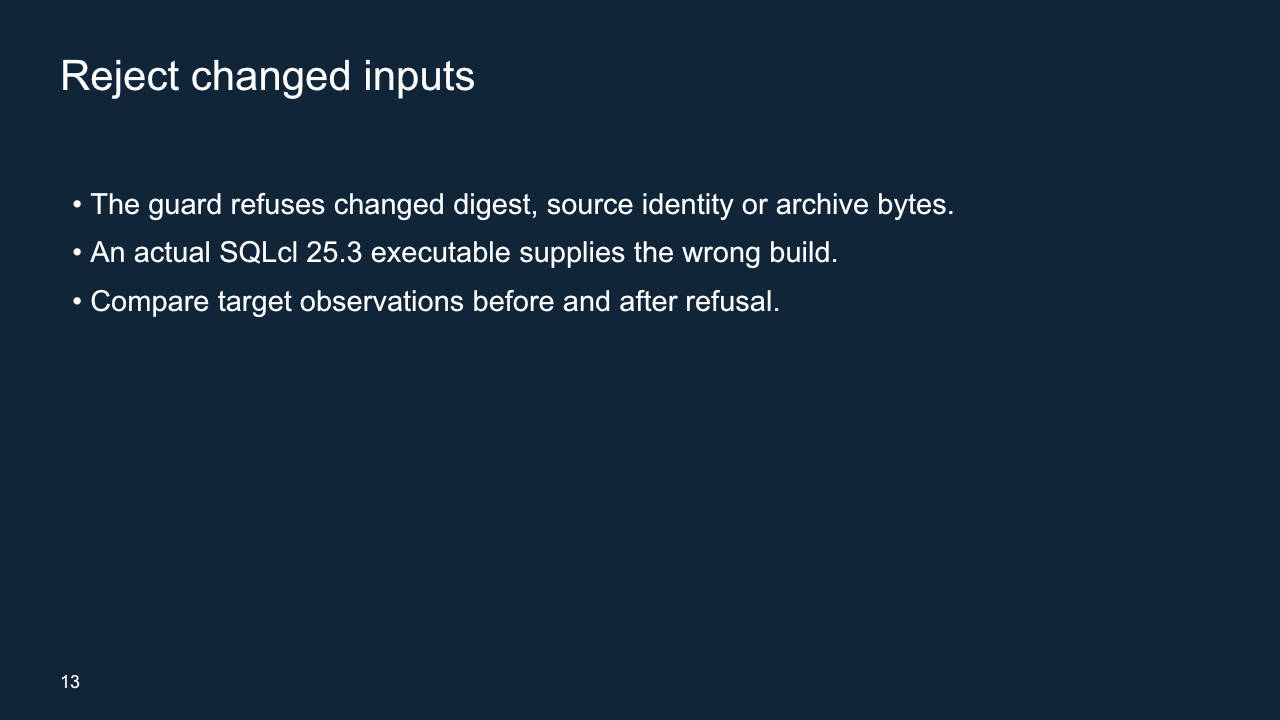 Reject changed inputs
• The guard refuses changed digest, source identity or archive bytes.
• An actual SQLcl 25.3 executable supplies the wrong build.
• Compare target observations before and after refusal.
13